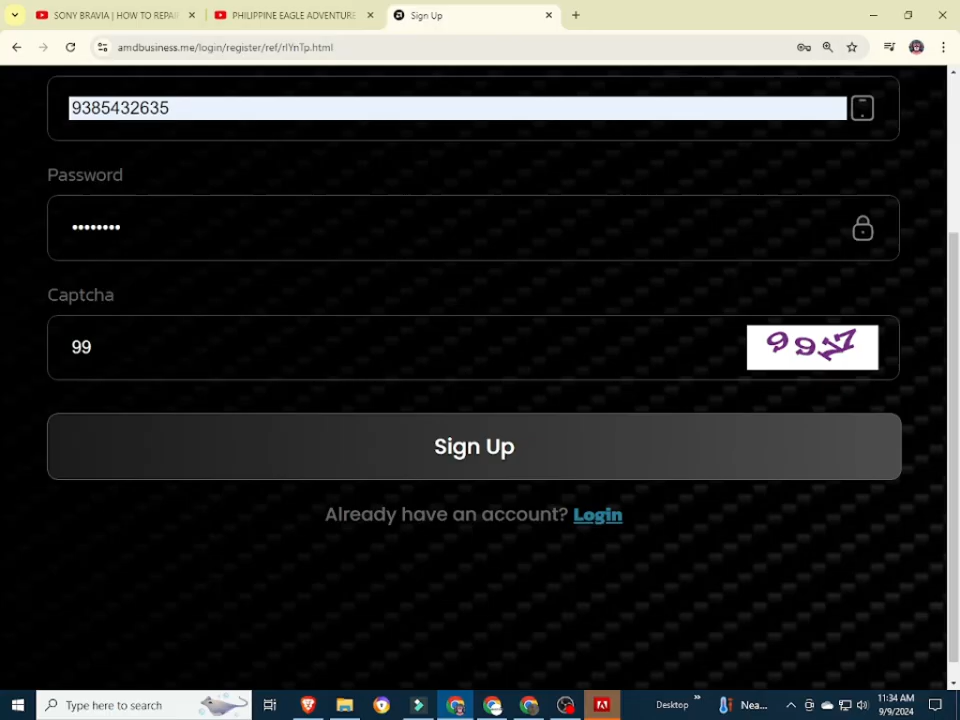 SONY BRAVIA | HOW TO REPAI
PHILIPPINE EAGLE ADVENTURE
Sign Up
amdbusiness.me/login/register/ref/rIYnTp.html
9385432635
Password
••••••••
Captcha
99
Sign Up
Already have an account? Login
Type here to search
Desktop
Nea...
11:34 AM
9/9/2024